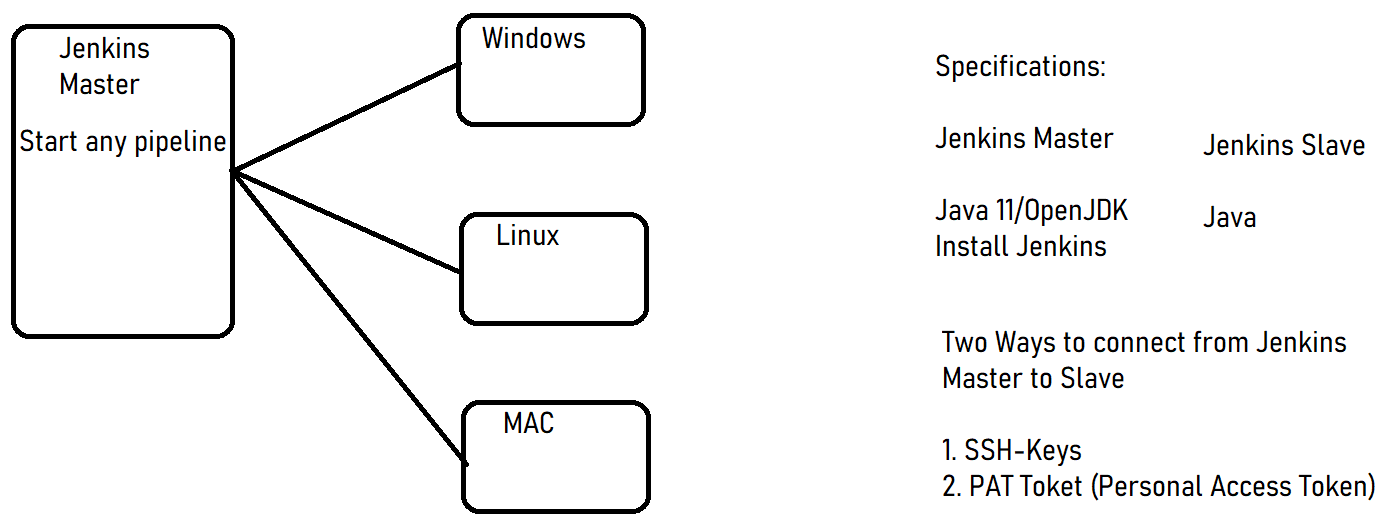 Jenkins
Master
Start any pipeline
Windows
Linux
MAC
Specifications:
Jenkins Master
Jenkins Slave
Java 11/OpenJDK
Install Jenkins
Java
Two Ways to connect from Jenkins
Master to Slave
1. SSH-Keys
2. PAT Toket (Personal Access Token)